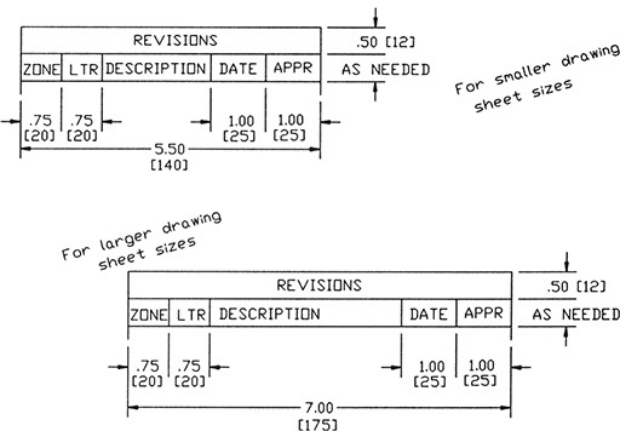 REVISIONS
.50 [12]
ZONE LTR DESCRIPTION DATE APPR
AS NEEDED
For smaller drawing
sheet sizes
.75 .75 1.00 1.00
[20] [20] [25] [25]
5.50
[140]
For larger drawing
sheet sizes
REVISIONS
.50 [12]
ZONE LTR DESCRIPTION DATE APPR
AS NEEDED
.75 .75 1.00 1.00
[20] [20] [25] [25]
7.00
[175]